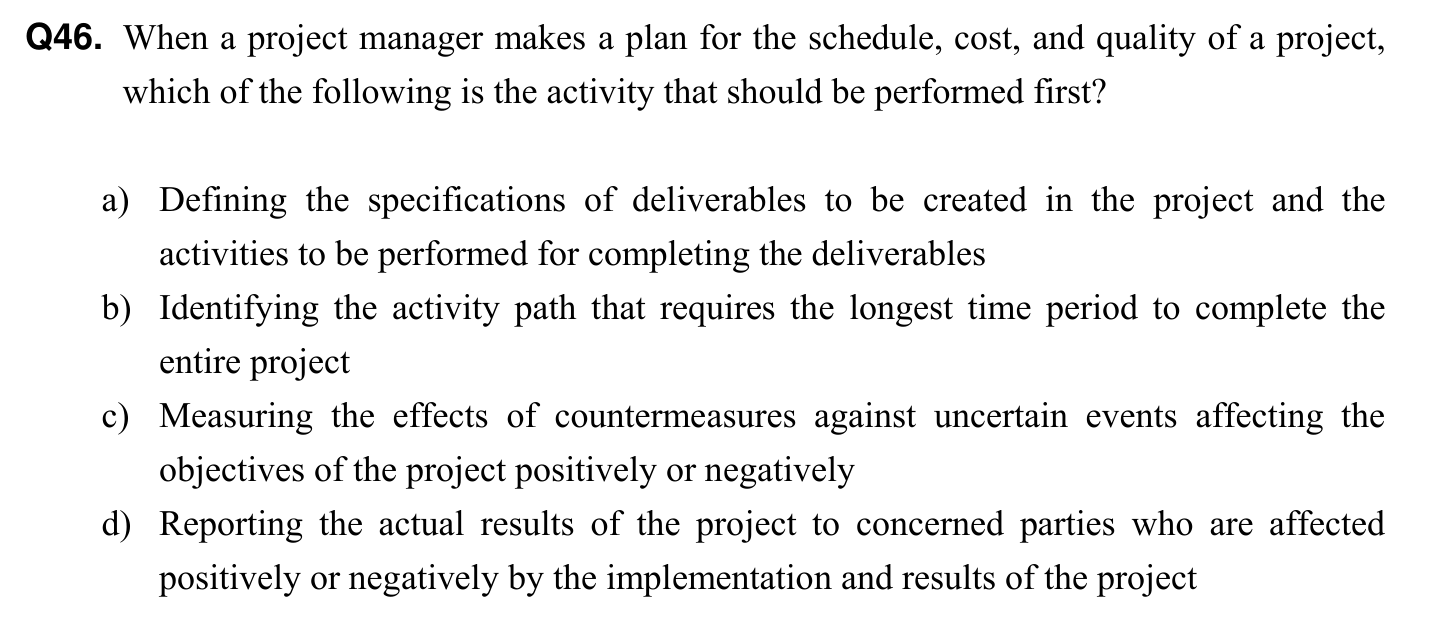 Q46. When a project manager makes a plan for the schedule, cost, and quality of a project,
which of the following is the activity that should be performed first?
a) Defining the specifications of deliverables to be created in the project and the
activities to be performed for completing the deliverables
b) Identifying the activity path that requires the longest time period to complete the
entire project
c) Measuring the effects of countermeasures against uncertain events affecting the
objectives of the project positively or negatively
d) Reporting the actual results of the project to concerned parties who are affected
positively or negatively by the implementation and results of the project